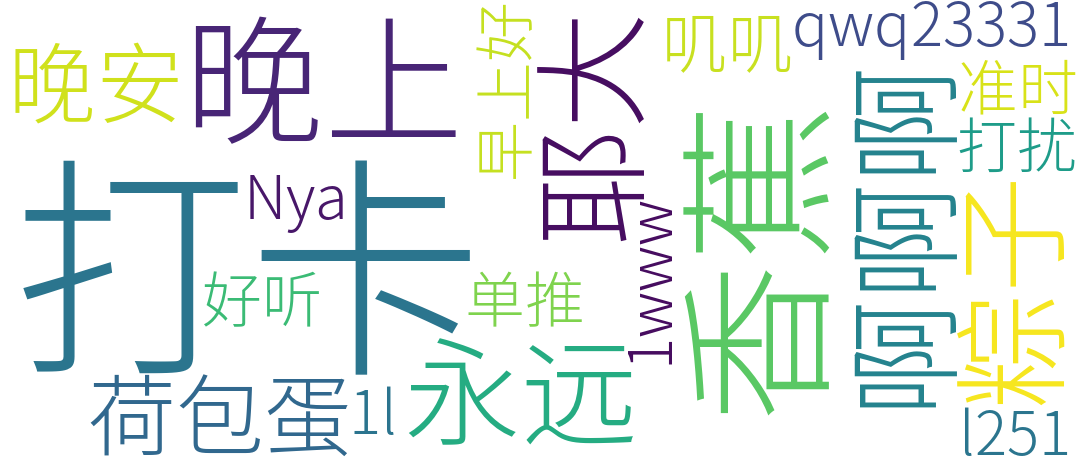 晚安
晚上
早上好
耶大
叽叽
qwq23331
准时
打扰
打卡
Nya
好听
单推
1www
香蕉
啊啊啊
粽子
荷包蛋
1l
永远
l251